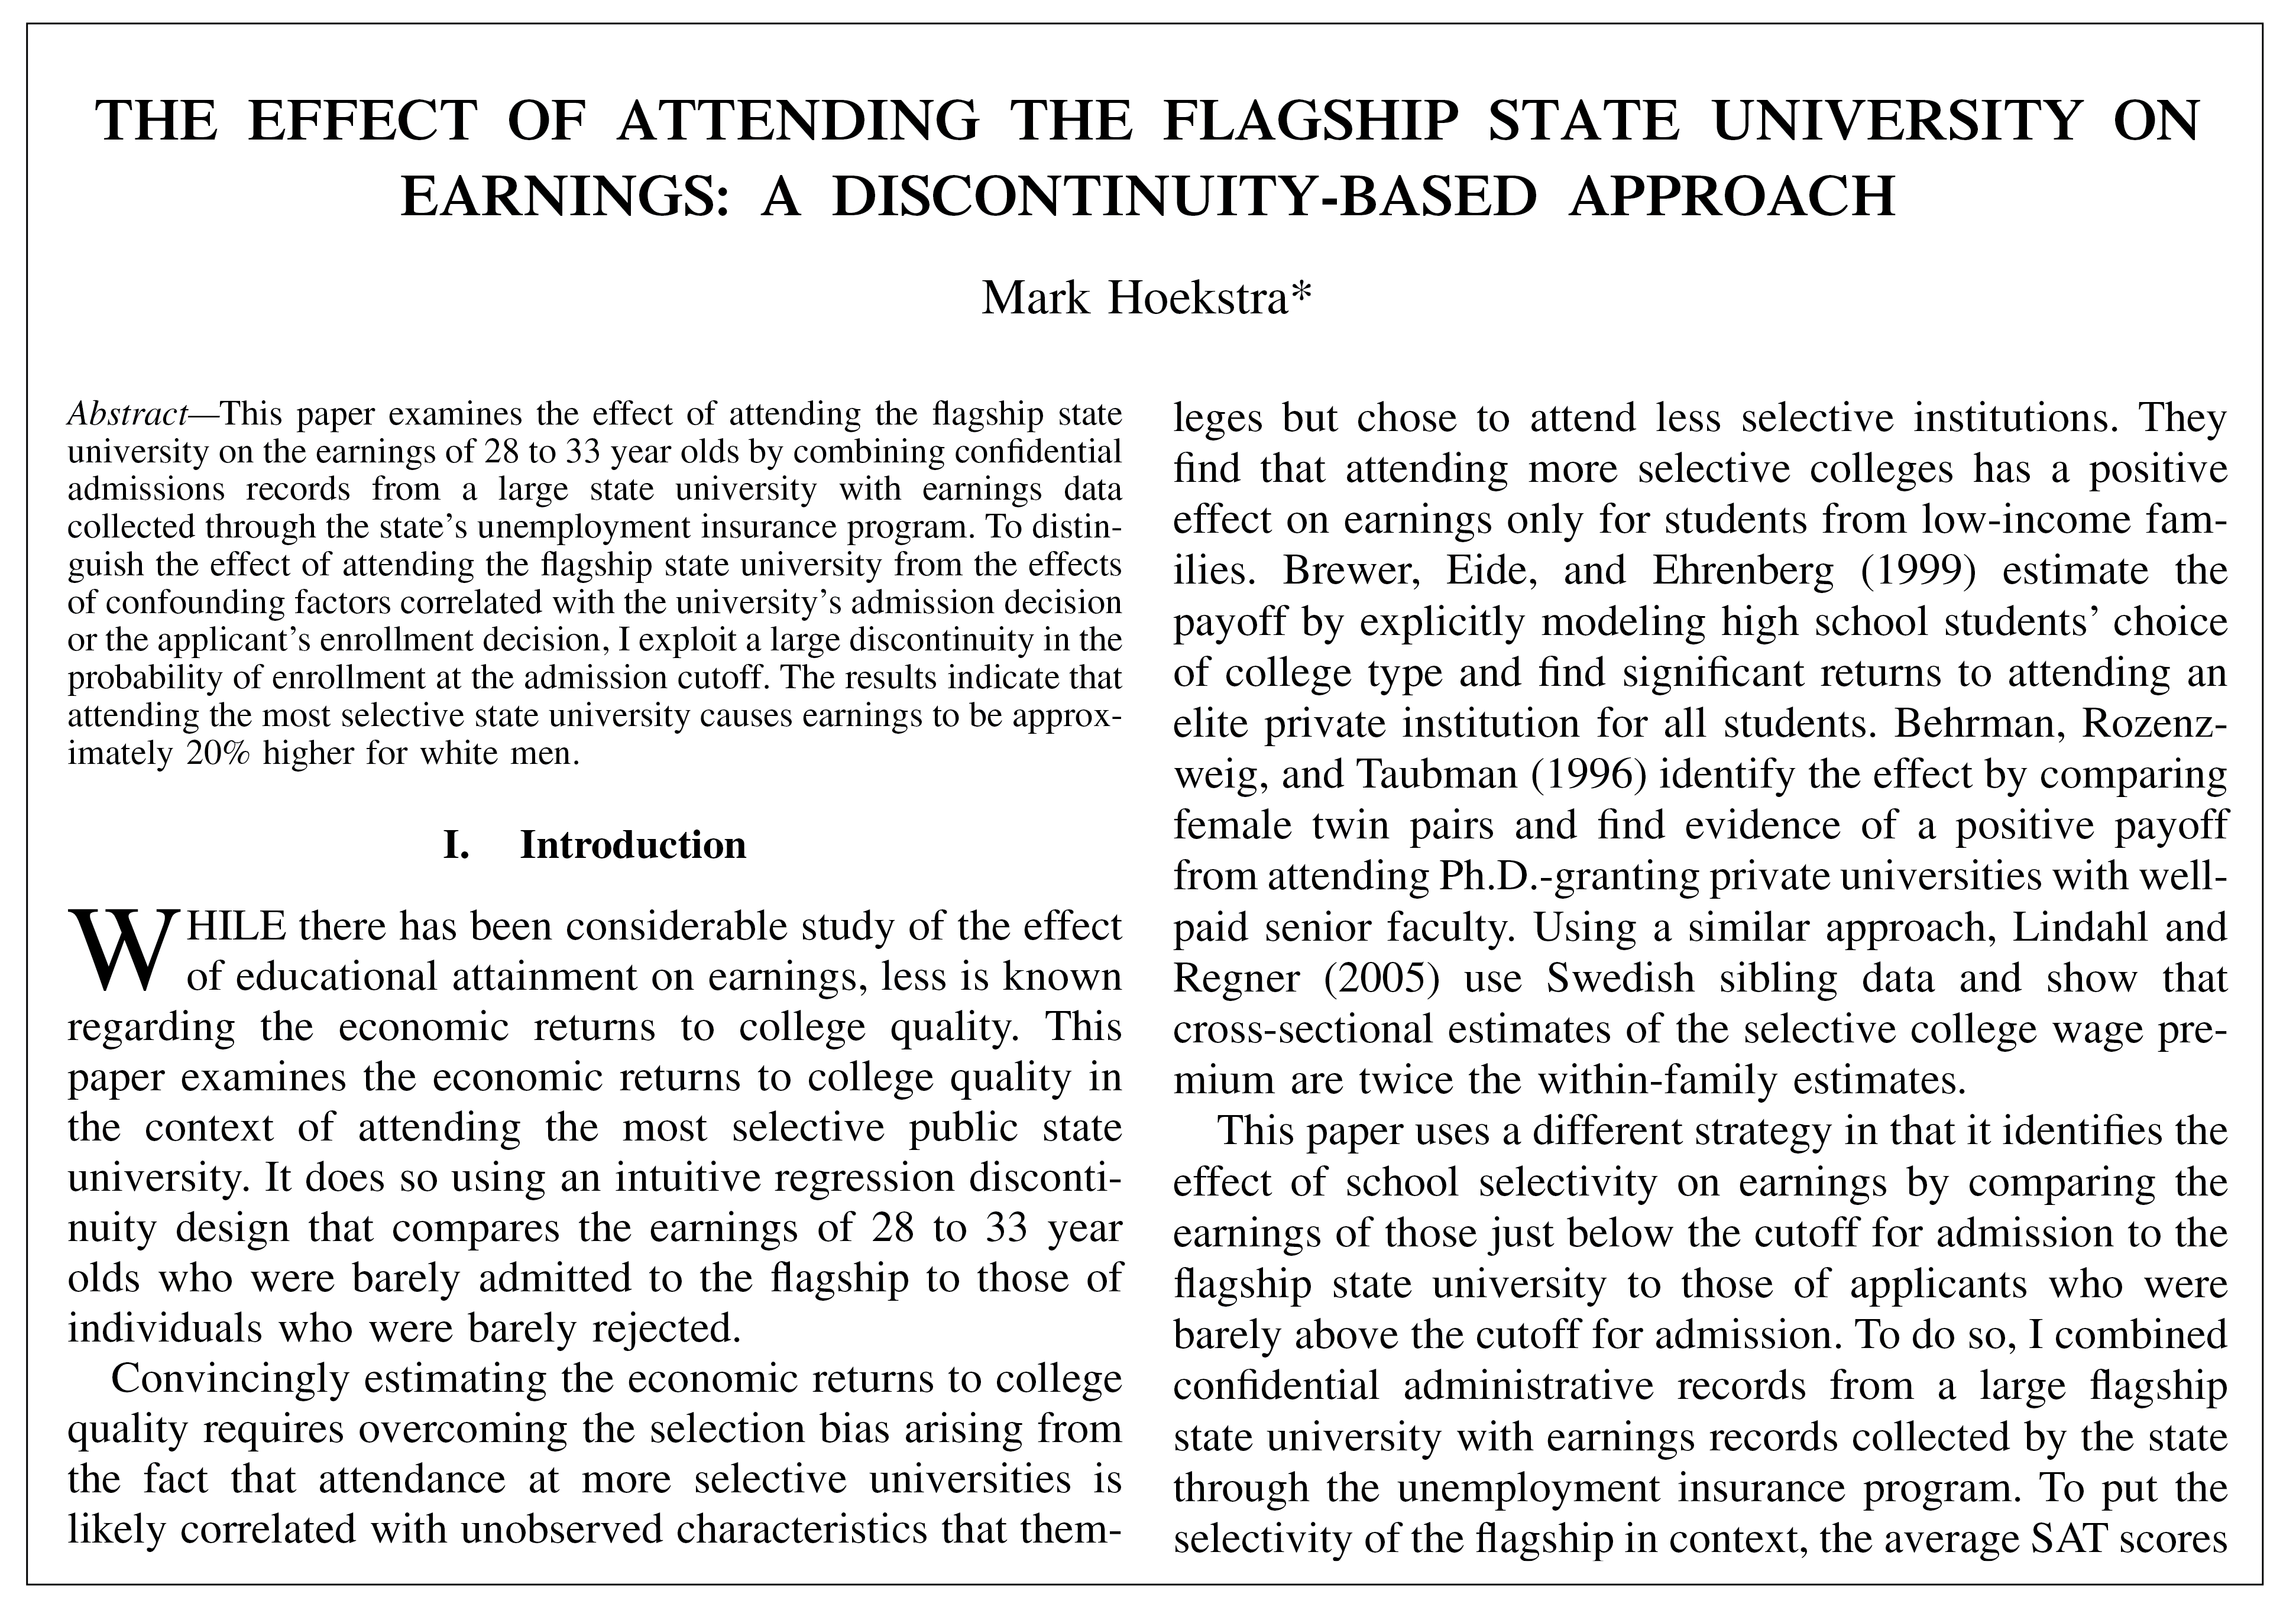 THE EFFECT OF ATTENDING THE FLAGSHIP STATE UNIVERSITY ON
EARNINGS: A DISCONTINUITY-BASED APPROACH
Mark Hoekstra*
Abstract—This paper examines the effect of attending the flagship state
university on the earnings of 28 to 33 year olds by combining confidential
admissions records from a large state university with earnings data
collected through the state’s unemployment insurance program. To distin-
guish the effect of attending the flagship state university from the effects
of confounding factors correlated with the university’s admission decision
or the applicant’s enrollment decision, I exploit a large discontinuity in the
probability of enrollment at the admission cutoff. The results indicate that
attending the most selective state university causes earnings to be approx-
imately 20% higher for white men.
I. Introduction
WHILE there has been considerable study of the effect
of educational attainment on earnings, less is known
regarding the economic returns to college quality. This
paper examines the economic returns to college quality in
the context of attending the most selective public state
university. It does so using an intuitive regression disconti-
nuity design that compares the earnings of 28 to 33 year
olds who were barely admitted to the flagship to those of
individuals who were barely rejected.
Convincingly estimating the economic returns to college
quality requires overcoming the selection bias arising from
the fact that attendance at more selective universities is
likely correlated with unobserved characteristics that them-
leges but chose to attend less selective institutions. They
find that attending more selective colleges has a positive
effect on earnings only for students from low-income fam-
ilies. Brewer, Eide, and Ehrenberg (1999) estimate the
payoff by explicitly modeling high school students’ choice
of college type and find significant returns to attending an
elite private institution for all students. Behrman, Rozenz-
weig, and Taubman (1996) identify the effect by comparing
female twin pairs and find evidence of a positive payoff
from attending Ph.D.-granting private universities with well-
paid senior faculty. Using a similar approach, Lindahl and
Regner (2005) use Swedish sibling data and show that
cross-sectional estimates of the selective college wage pre-
mium are twice the within-family estimates.
This paper uses a different strategy in that it identifies the
effect of school selectivity on earnings by comparing the
earnings of those just below the cutoff for admission to the
flagship state university to those of applicants who were
barely above the cutoff for admission. To do so, I combined
confidential administrative records from a large flagship
state university with earnings records collected by the state
through the unemployment insurance program. To put the
selectivity of the flagship in context, the average SAT scores